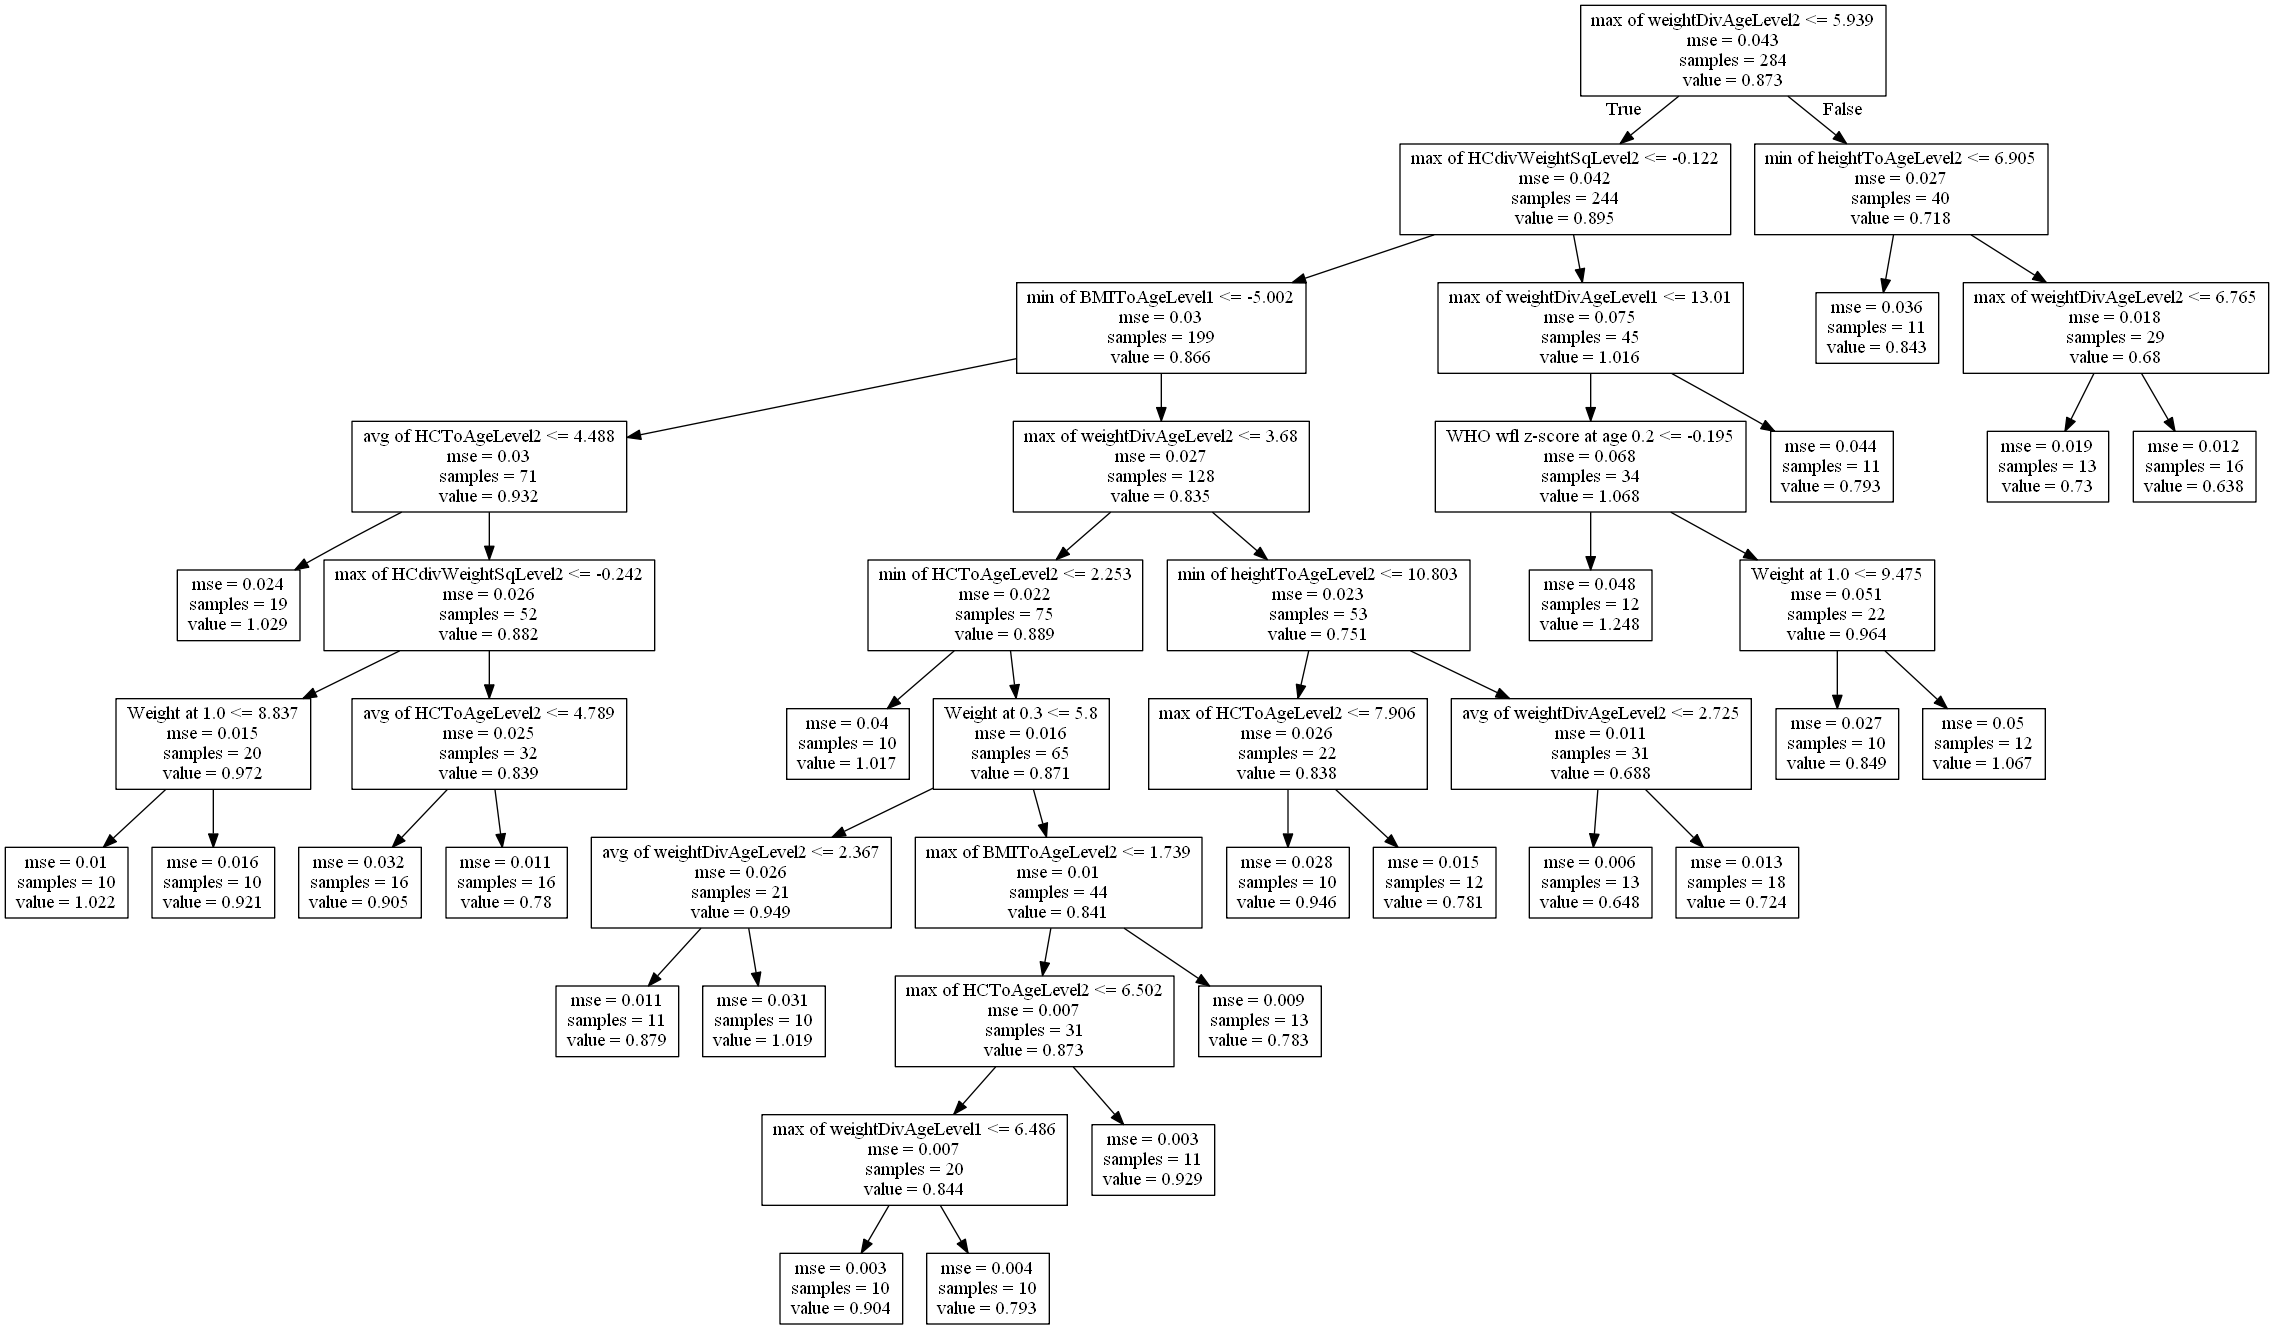 max of weightDivAgeLevel2 <= 5.939
mse = 0.043
samples = 284
value = 0.873
True
False
max of HCdivWeightSqLevel2 <= -0.122
mse = 0.042
samples = 244
value = 0.895
min of heightToAgeLevel2 <= 6.905
mse = 0.027
samples = 40
value = 0.718
min of BMIToAgeLevel1 <= -5.002
mse = 0.03
samples = 199
value = 0.866
max of weightDivAgeLevel1 <= 13.01
mse = 0.075
samples = 45
value = 1.016
mse = 0.036
samples = 11
value = 0.843
max of weightDivAgeLevel2 <= 6.765
mse = 0.018
samples = 29
value = 0.68
avg of HCToAgeLevel2 <= 4.488
mse = 0.03
samples = 71
value = 0.932
max of weightDivAgeLevel2 <= 3.68
mse = 0.027
samples = 128
value = 0.835
WHO wfl z-score at age 0.2 <= -0.195
mse = 0.068
samples = 34
value = 1.068
mse = 0.044
samples = 11
value = 0.793
mse = 0.019
samples = 13
value = 0.73
mse = 0.012
samples = 16
value = 0.638
mse = 0.024
samples = 19
value = 1.029
max of HCdivWeightSqLevel2 <= -0.242
mse = 0.026
samples = 52
value = 0.882
min of HCToAgeLevel2 <= 2.253
mse = 0.022
samples = 75
value = 0.889
min of heightToAgeLevel2 <= 10.803
mse = 0.023
samples = 53
value = 0.751
mse = 0.048
samples = 12
value = 1.248
Weight at 1.0 <= 9.475
mse = 0.051
samples = 22
value = 0.964
Weight at 1.0 <= 8.837
mse = 0.015
samples = 20
value = 0.972
avg of HCToAgeLevel2 <= 4.789
mse = 0.025
samples = 32
value = 0.839
mse = 0.04
samples = 10
value = 1.017
Weight at 0.3 <= 5.8
mse = 0.016
samples = 65
value = 0.871
max of HCToAgeLevel2 <= 7.906
mse = 0.026
samples = 22
value = 0.838
avg of weightDivAgeLevel2 <= 2.725
mse = 0.011
samples = 31
value = 0.688
mse = 0.027
samples = 10
value = 0.849
mse = 0.05
samples = 12
value = 1.067
mse = 0.01
samples = 10
value = 1.022
mse = 0.016
samples = 10
value = 0.921
mse = 0.032
samples = 16
value = 0.905
mse = 0.011
samples = 16
value = 0.78
avg of weightDivAgeLevel2 <= 2.367
mse = 0.026
samples = 21
value = 0.949
max of BMIToAgeLevel2 <= 1.739
mse = 0.01
samples = 44
value = 0.841
mse = 0.028
samples = 10
value = 0.946
mse = 0.015
samples = 12
value = 0.781
mse = 0.006
samples = 13
value = 0.648
mse = 0.013
samples = 18
value = 0.724
mse = 0.011
samples = 11
value = 0.879
mse = 0.031
samples = 10
value = 1.019
max of HCToAgeLevel2 <= 6.502
mse = 0.007
samples = 31
value = 0.873
mse = 0.009
samples = 13
value = 0.783
max of weightDivAgeLevel1 <= 6.486
mse = 0.007
samples = 20
value = 0.844
mse = 0.003
samples = 11
value = 0.929
mse = 0.003
samples = 10
value = 0.904
mse = 0.004
samples = 10
value = 0.793